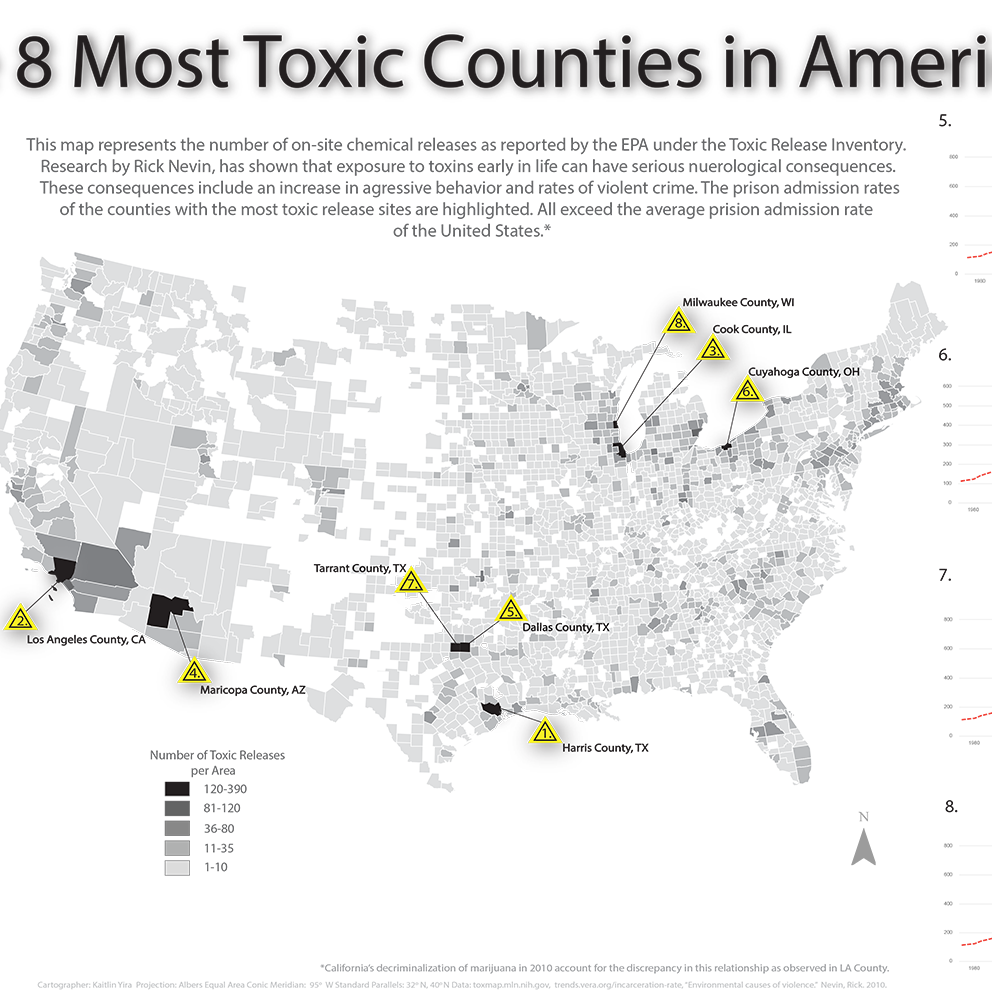 8 Most Toxic Counties in Ameri
This map represents the number of on-site chemical releases as reported by the EPA under the Toxic Release Inventory.
Research by Rick Nevin, has shown that exposure to toxins early in life can have serious nuerological consequences.
These consequences include an increase in agressive behavior and rates of violent crime. The prison admission rates
of the counties with the most toxic release sites are highlighted. All exceed the average prision admission rate
of the United States.*
Milwaukee County, WI
8.
Cook County, IL
3.
Cuyahoga County, OH
6.
Tarrant County, TX
7.
5.
Dallas County, TX
2.
Los Angeles County, CA
4.
Maricopa County, AZ
1.
Harris County, TX
Number of Toxic Releases
per Area
120-390
81-120
36-80
11-35
1-10
N
5.
800
600
400
200
0
1980
6.
600
500
400
300
200
100
0
1980
7.
800
600
400
200
0
1980
8.
800
600
400
200
0
1980
*California's decriminalization of marijuana in 2010 account for the discrepancy in this relationship as observed in LA County.
Cartographer: Kaitlin Yira Projection: Albers Equal Area Conic Meridian: 95° W Standard Parallels: 32° N, 40° N Data: toxmap.nln.nih.gov, trends.vera.org/incarceration-rate, "Environmental causes of violence." Nevin, Rick. 2010.